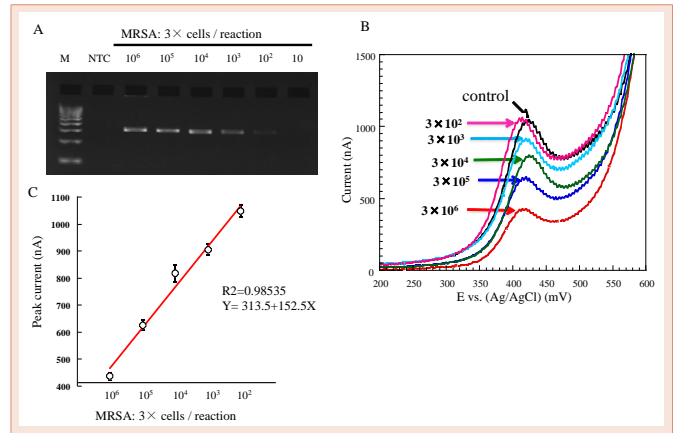 A
MRSA: 3× cells / reaction
M NTC 10⁶ 10⁵ 10⁴ 10³ 10² 10
B
1500
1000
500
0
Current (nA)
control
3×10²
3×10³
3×10⁴
3×10⁵
3×10⁶
200 250 300 350 400 450 500 550 600
E vs. (Ag/AgCl) (mV)
C
1100
1000
900
800
700
600
500
400
Peak current (nA)
R2=0.98535
Y= 313.5+152.5X
10⁶ 10⁵ 10⁴ 10³ 10²
MRSA: 3× cells / reaction